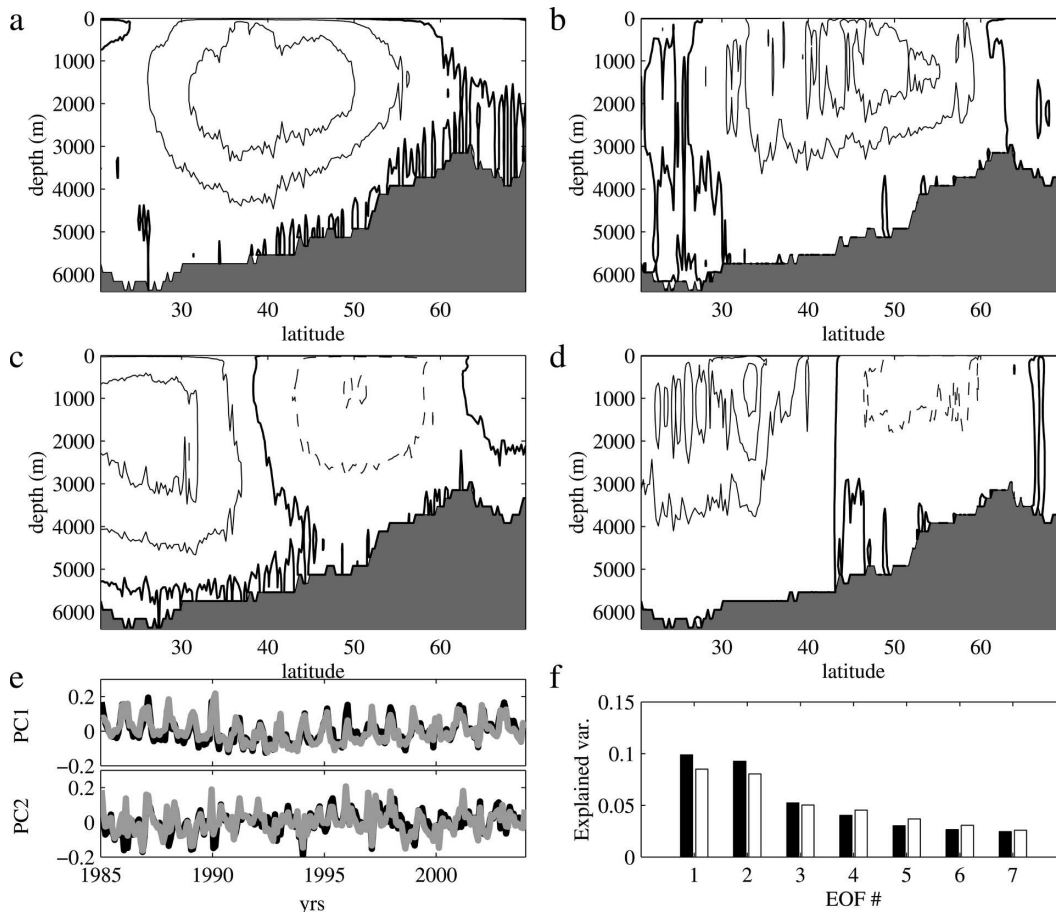 a
0
1000
2000
3000
4000
5000
6000
depth (m)
30 40 50 60
latitude
b
0
1000
2000
3000
4000
5000
6000
depth (m)
30 40 50 60
latitude
c
0
1000
2000
3000
4000
5000
6000
depth (m)
30 40 50 60
latitude
d
0
1000
2000
3000
4000
5000
6000
depth (m)
30 40 50 60
latitude
e
0.2
0
−0.2
PC1
0.2
0
−0.2
PC2
1985 1990 1995 2000
yrs
f
0.15
0.1
0.05
0
Explained var.
1 2 3 4 5 6 7
EOF #